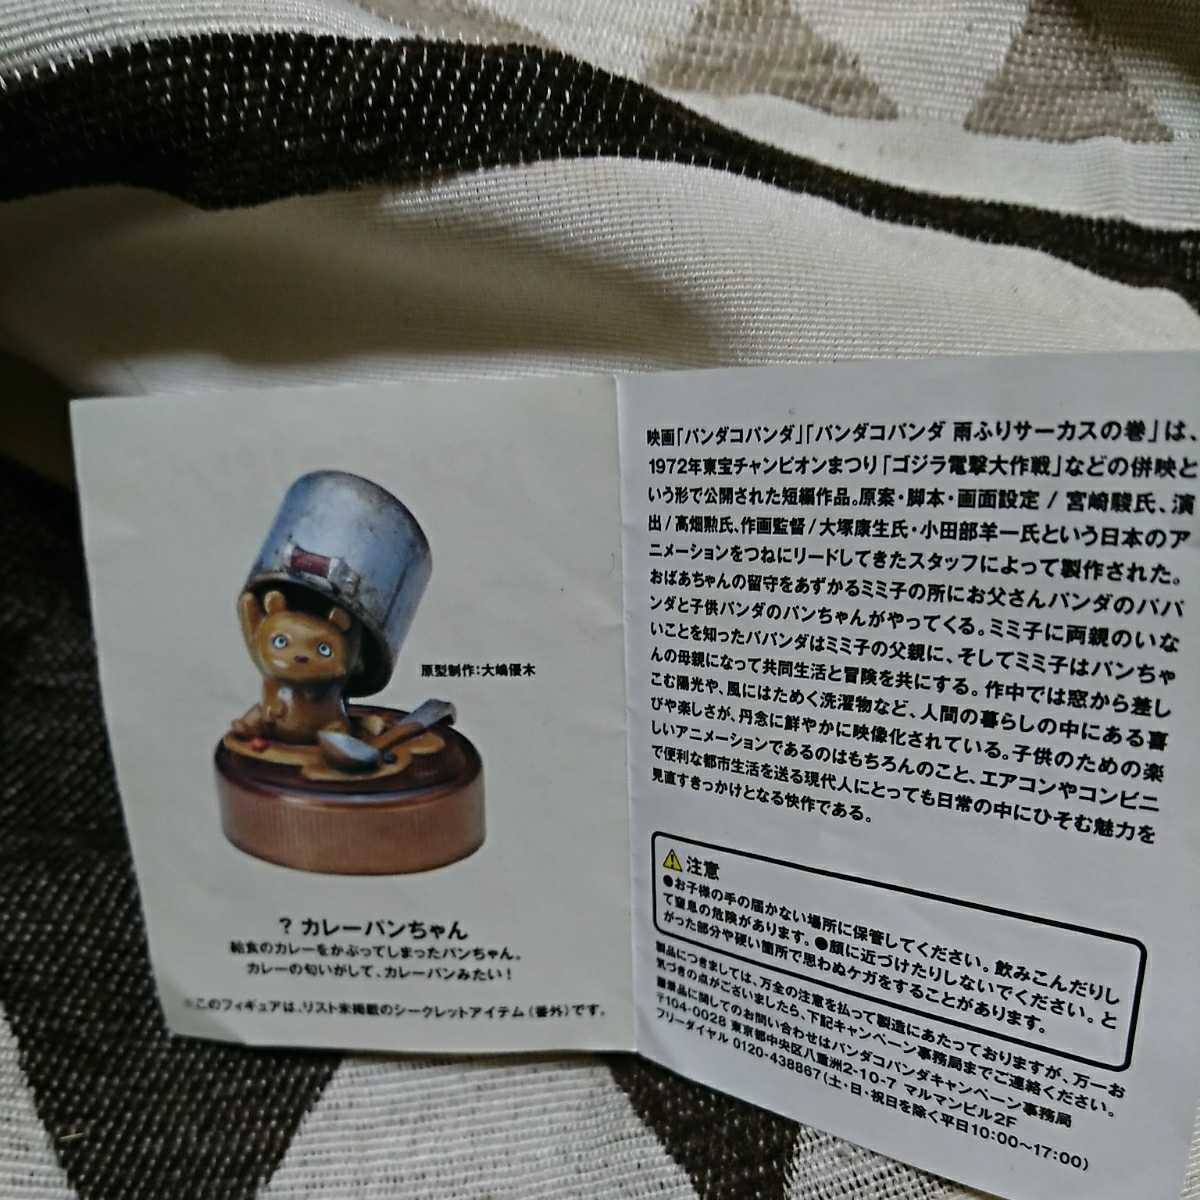 原型制作:大嶋優木
? カレーパンちゃん
給食のカレーをかぶってしまったパンちゃん。
カレーの匂いがして、カレーパンみたい!
※このフィギュアは、リスト未掲載のシークレットアイテム(番外)です。
映画「パンダコパンダ」「パンダコパンダ 雨ふりサーカスの巻」は、
1972年東宝チャンピオンまつり「ゴジラ電撃大作戦」などの併映と
いう形で公開された短編作品。原案・脚本・画面設定/宮崎駿氏、演
出/高畑勲氏、作画監督/大塚康生氏・小田部羊一氏という日本のア
ニメーションをつねにリードしてきたスタッフによって製作された。
おばあちゃんの留守をあずかるミミ子の所にお父さんパンダのパパ
ンダと子供パンダのパンちゃんがやってくる。ミミ子に両親のいな
いことを知ったパパンダはミミ子の父親に、そしてミミ子はパンちゃ
んの母親になって共同生活と冒険を共にする。作中では窓から差し
こむ陽光や、風にはためく洗濯物など、人間の暮らしの中にある喜
びや楽しさが、丹念に鮮やかに映像化されている。子供のための楽
しいアニメーションであるのはもちろんのこと、エアコンやコンビニ
で便利な都市生活を送る現代人にとっても日常の中にひそむ魅力を
見直すきっかけとなる快作である。
注意
●お子様の手の届かない場所に保管してください。飲みこんだりし
て窒息の危険があります。●顔に近づけたりしないでください。と
がった部分や硬い箇所で思わぬケガをすることがあります。
製品につきましては、万全の注意を払って製造にあたっておりますが、万一お
気づきの点がございましたら、下記キャンペーン事務局までご連絡ください。
■景品に関してのお問い合わせはパンダコパンダキャンペーン事務局
〒104-0028 東京都中央区八重洲2-10-7 マルマンビル2F
フリーダイヤル 0120-438867(土・日・祝日を除く平日10:00〜17:00)